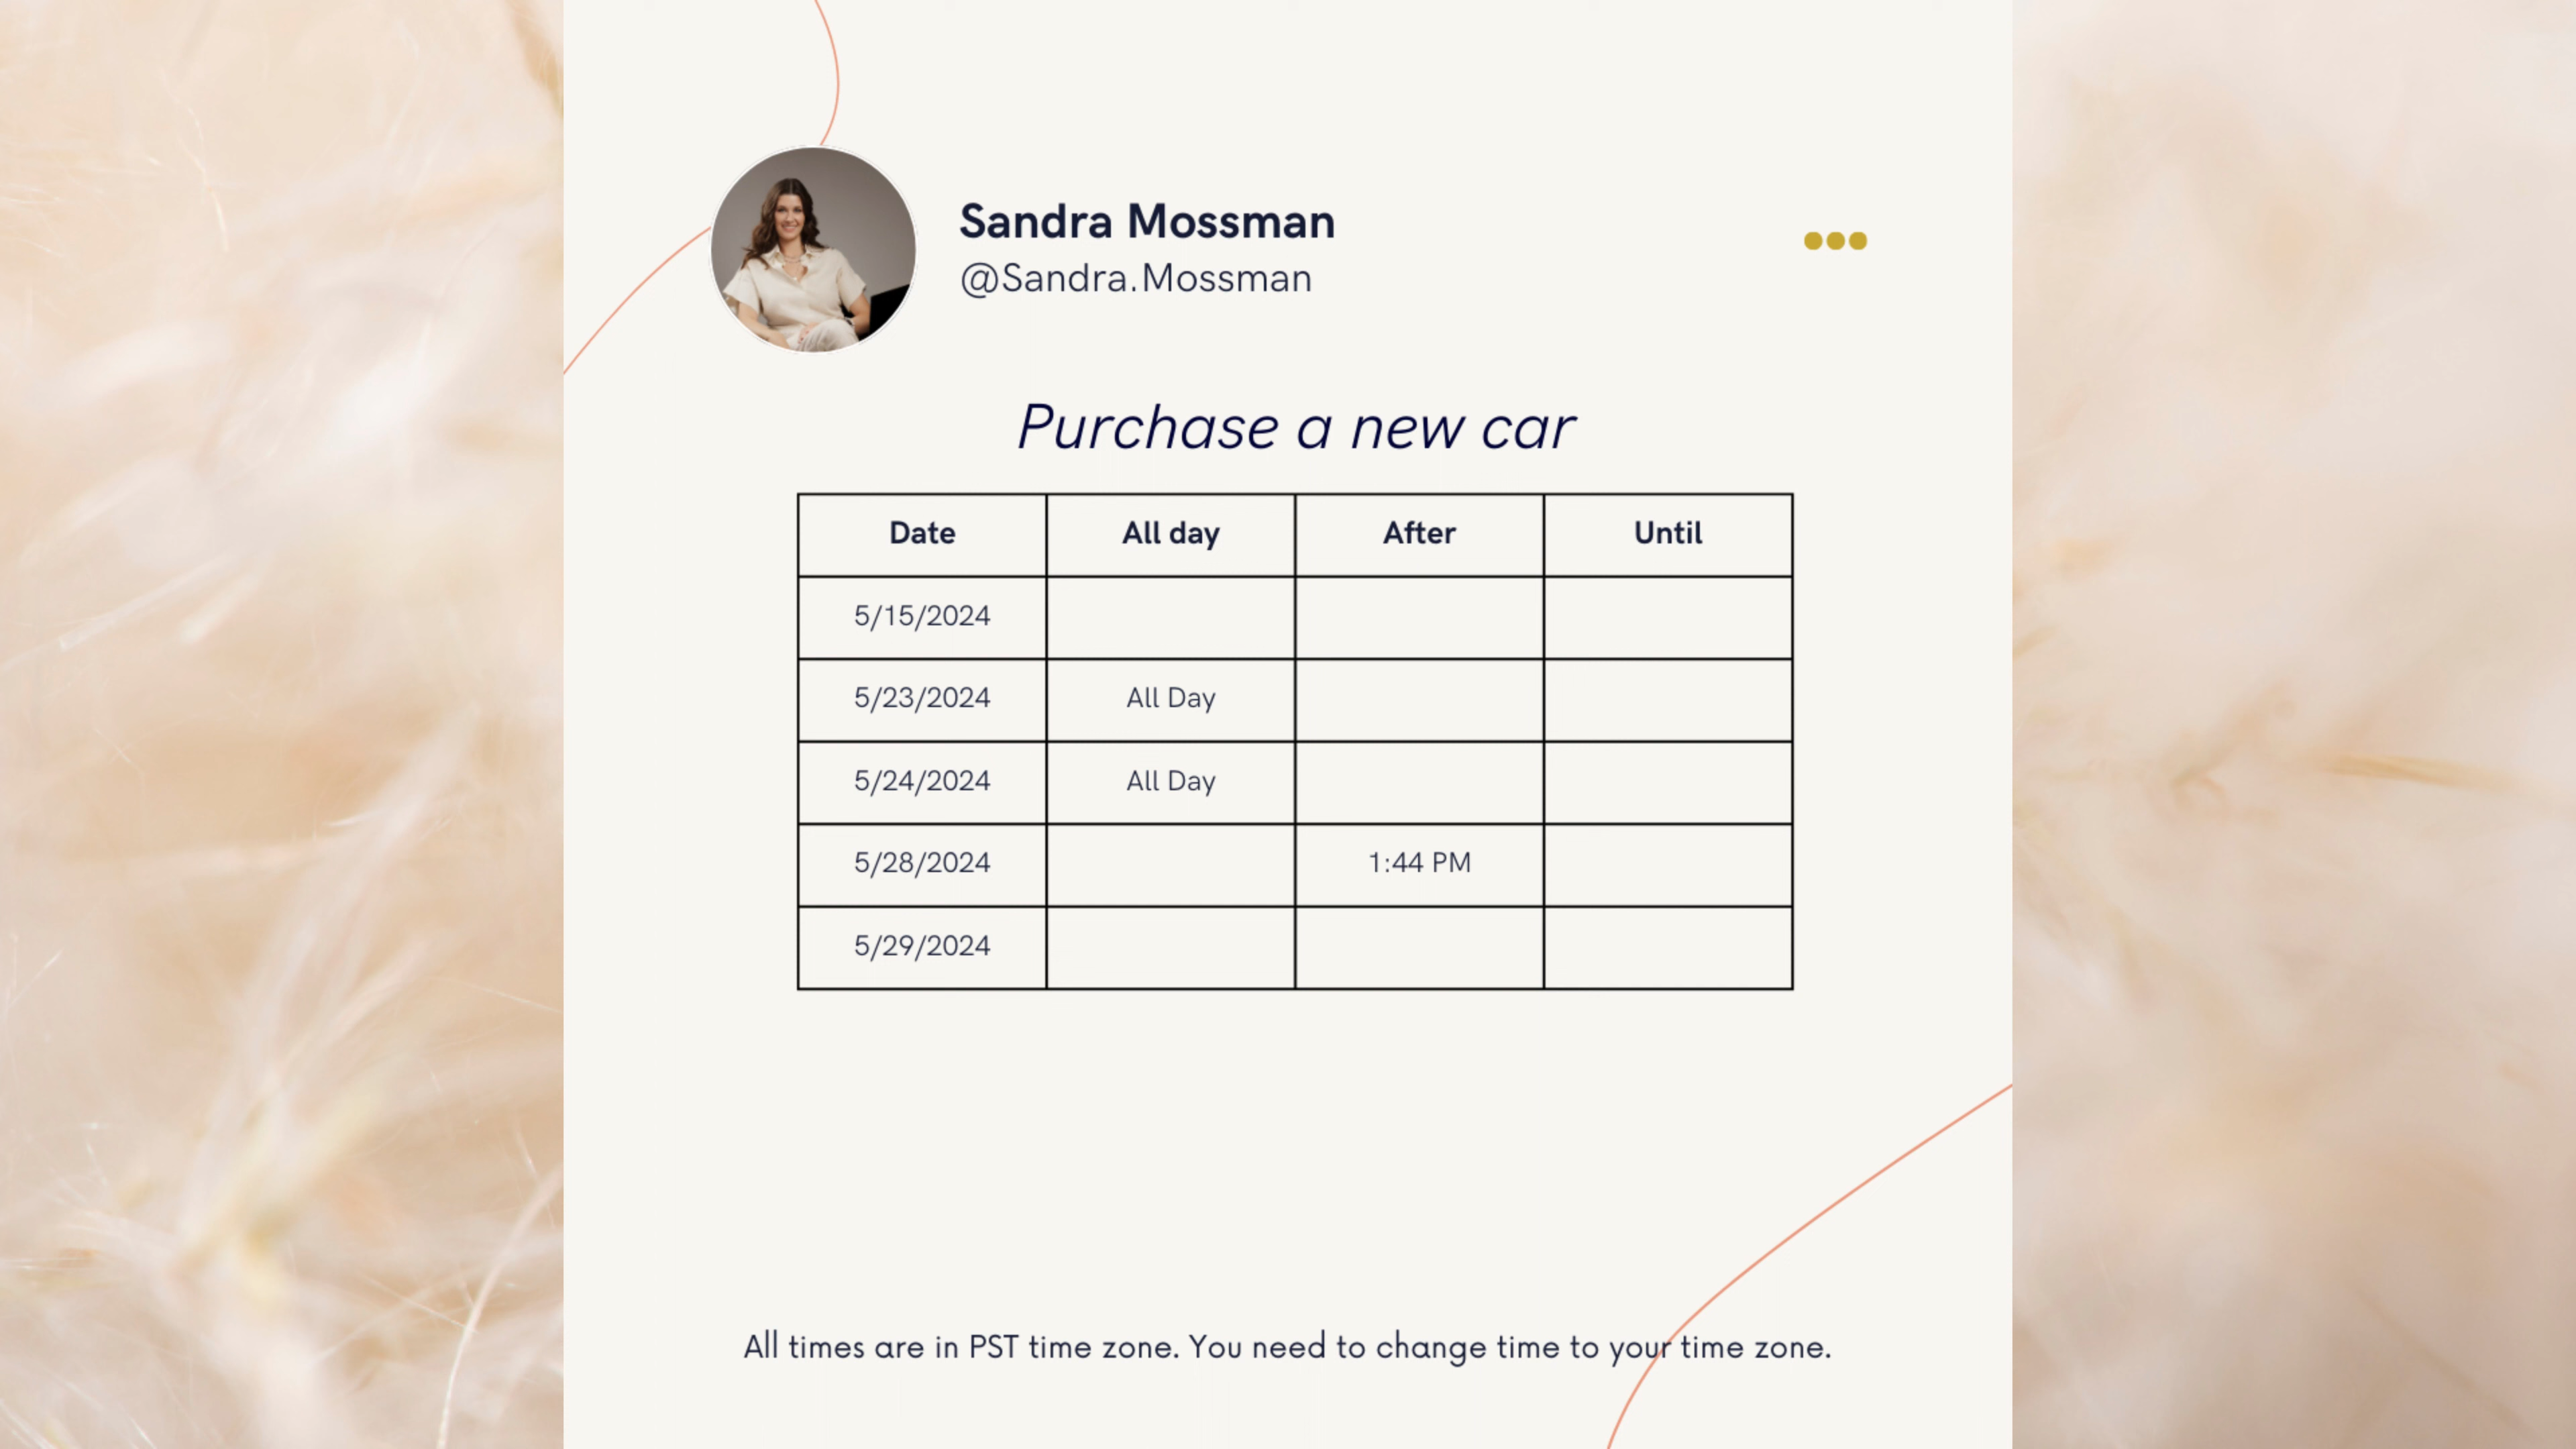 Sandra Mossman
@Sandra.Mossman
Purchase a new car
Date All day After Until
5/15/2024
5/23/2024 All Day
5/24/2024 All Day
5/28/2024 1:44 PM
5/29/2024
All times are in PST time zone. You need to change time to your time zone.